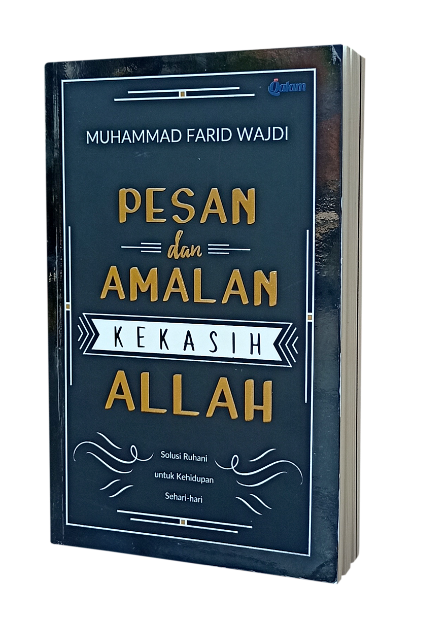 Qalam
MUHAMMAD FARID WAJDI
PESAN
dan
AMALAN
KEKASIH
ALLAH
Solusi Ruhani
untuk Kehidupan
Sehari-hari